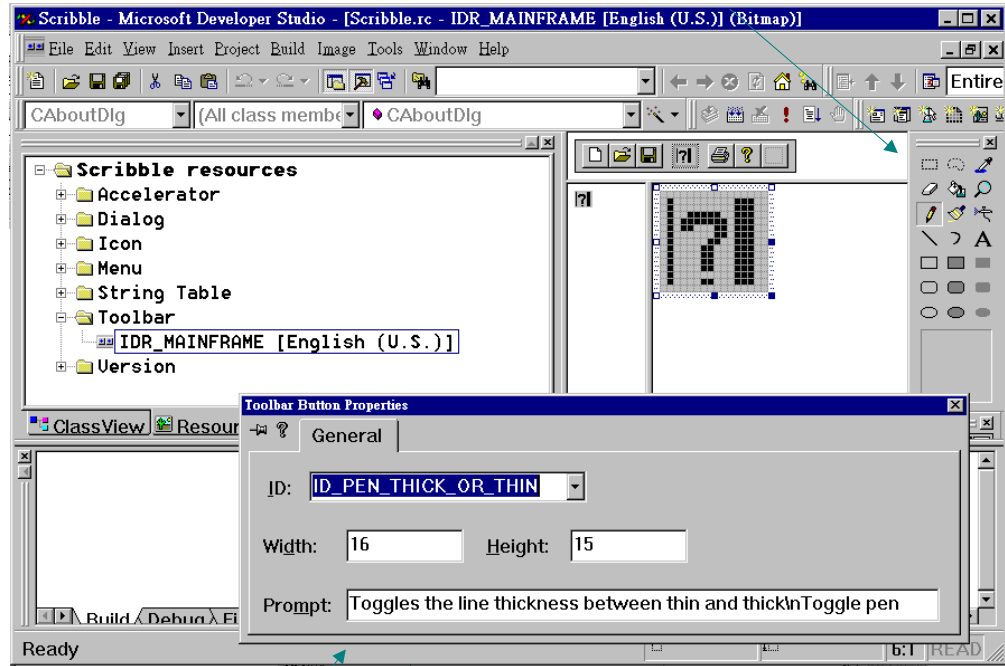 Scribble - Microsoft Developer Studio - [Scribble.rc - IDR_MAINFRAME [English (U.S.)] (Bitmap)]
File Edit View Insert Project Build Image Tools Window Help
Entire
CAboutDlg (All class membe CAboutDlg
Scribble resources
Accelerator
Dialog
Icon
Menu
String Table
Toolbar
IDR_MAINFRAME [English (U.S.)]
Version
ClassView Resour
Toolbar Button Properties
General
ID: ID_PEN_THICK_OR_THIN
Width: 16 Height: 15
Prompt: Toggles the line thickness between thin and thick\nToggle pen
Build Debug Fi
Ready 6:1 READ